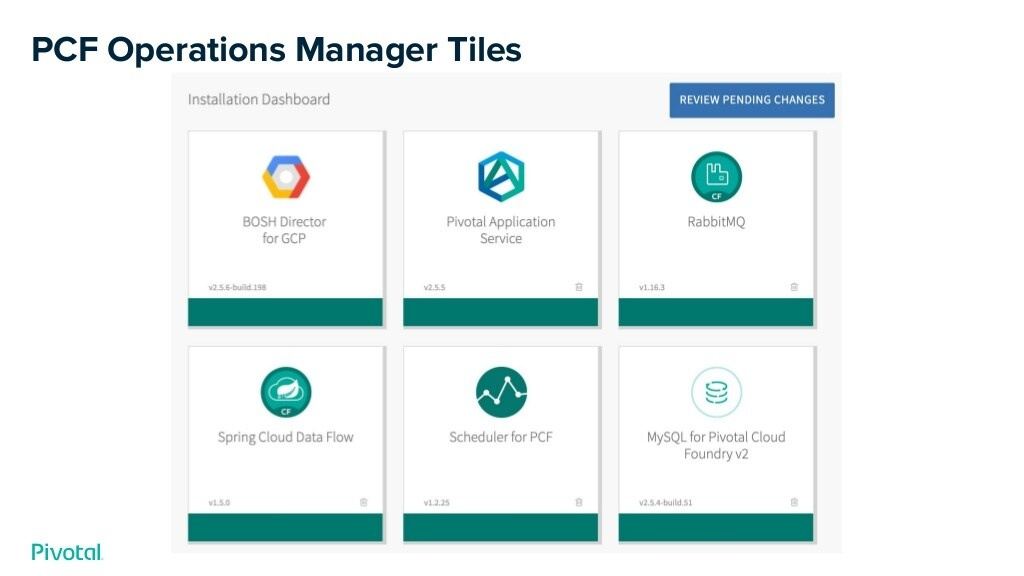 PCF Operations Manager Tiles
Installation Dashboard
REVIEW PENDING CHANGES
BOSH Director
for GCP
v2.5.6-build.198
Pivotal Application
Service
v2.5.5
CF
RabbitMQ
v1.16.3
CF
Spring Cloud Data Flow
v1.5.0
Scheduler for PCF
v1.2.25
MySQL for Pivotal Cloud
Foundry v2
v2.5.4-build.51
Pivotal